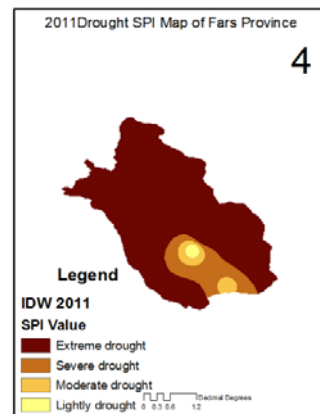 2011Drought SPI Map of Fars Province
4
Legend
IDW 2011
SPI Value
Extreme drought
Severe drought
Moderate drought
Lightly drought
Decimal Degrees
0 0.3 0.6 1.2